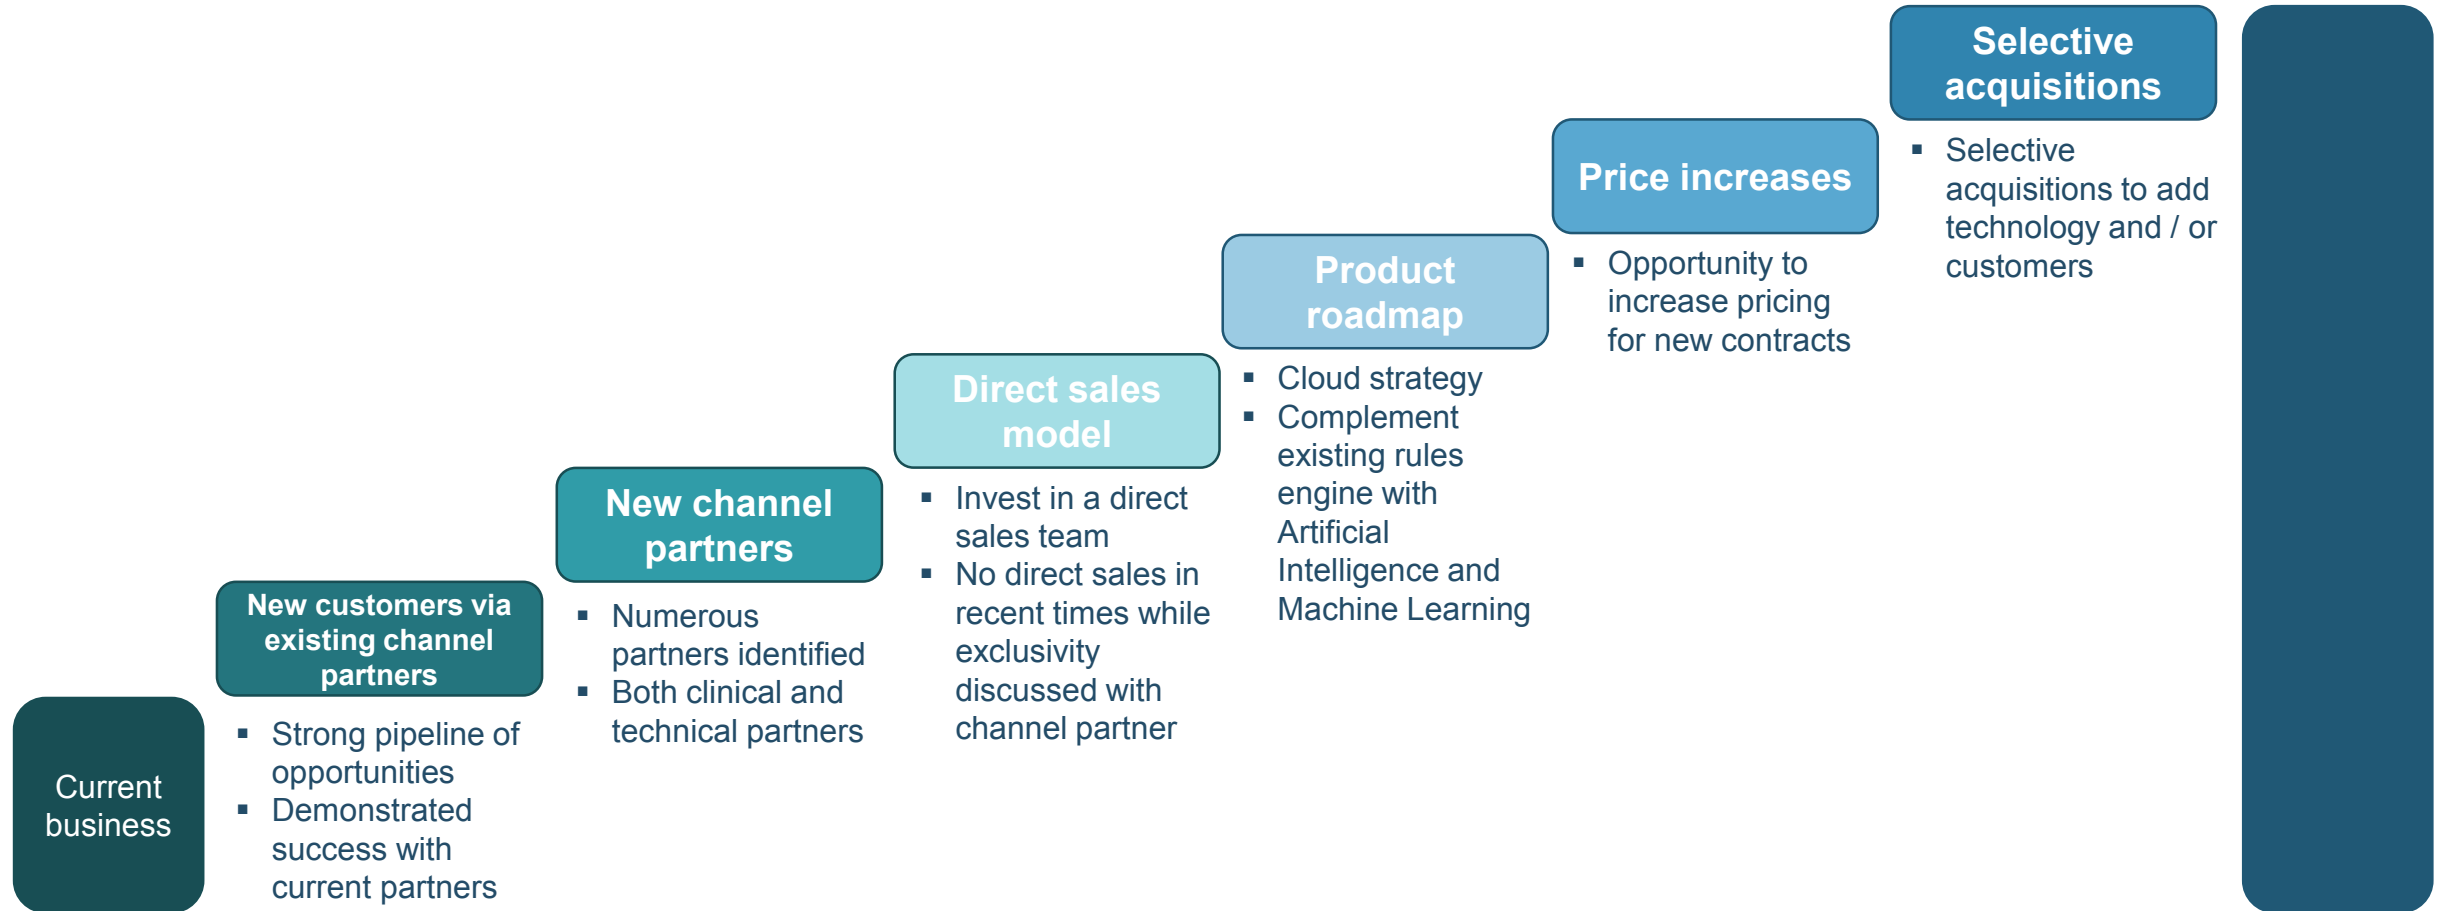 Current
business
New customers via
existing channel
partners
▪ Strong pipeline of
opportunities
▪ Demonstrated
success with
current partners
New channel
partners
▪ Numerous
partners identified
▪ Both clinical and
technical partners
Direct sales
model
▪ Invest in a direct
sales team
▪ No direct sales in
recent times while
exclusivity
discussed with
channel partner
Product
roadmap
▪ Cloud strategy
▪ Complement
existing rules
engine with
Artificial
Intelligence and
Machine Learning
Price increases
▪ Opportunity to
increase pricing
for new contracts
Selective
acquisitions
▪ Selective
acquisitions to add
technology and / or
customers